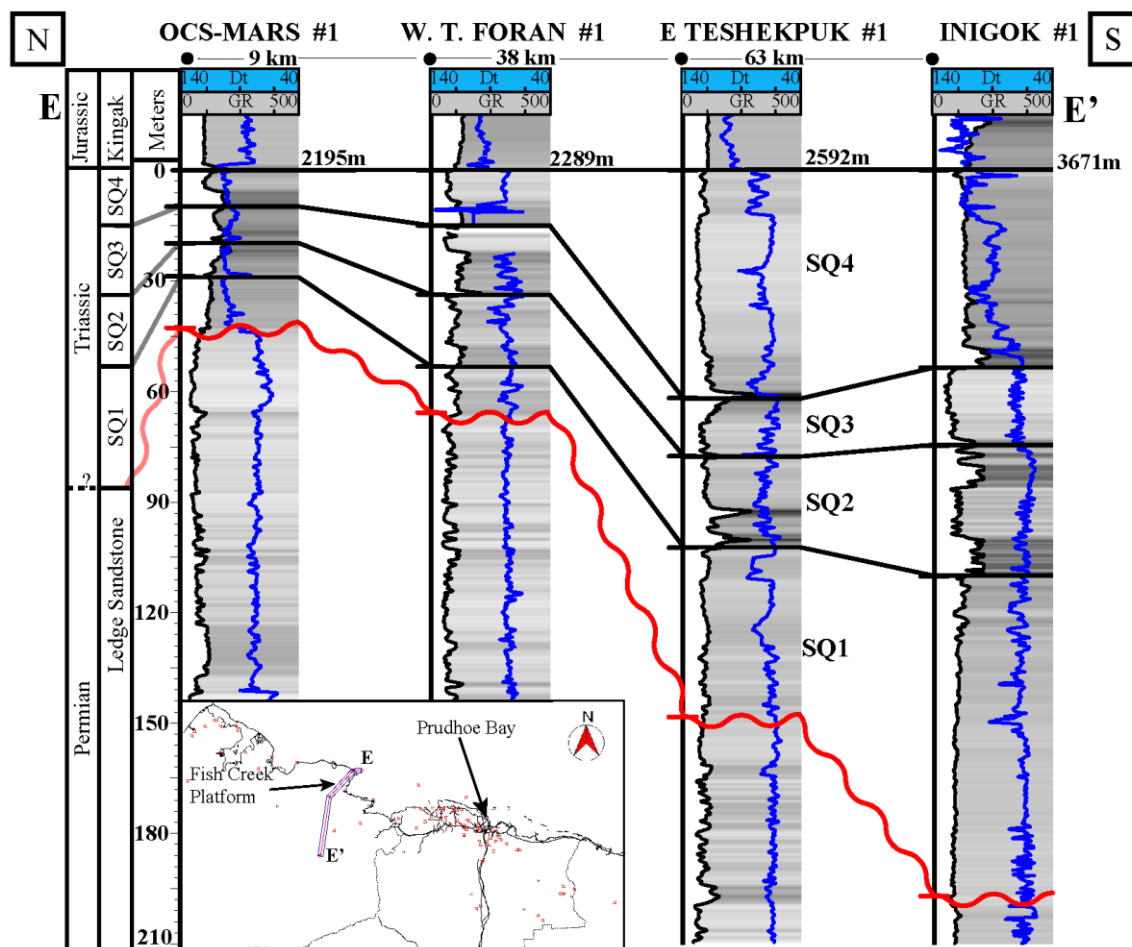 N
OCS-MARS #1
W. T. FORAN #1
E TESHEKPUK #1
INIGOK #1
S
9 km
38 km
63 km
E
Jurassic
Kingak
Meters
140 Dt 40
0 GR 500
140 Dt 40
0 GR 500
140 Dt 40
0 GR 500
140 Dt 40
0 GR 500
E'
2195m
2289m
2592m
3671m
0
30
60
90
120
150
180
210
Triassic
?
Permian
SQ4
SQ3
SQ2
SQ1
Ledge Sandstone
SQ4
SQ3
SQ2
SQ1
Prudhoe Bay
N
Fish Creek
Platform
E
E'